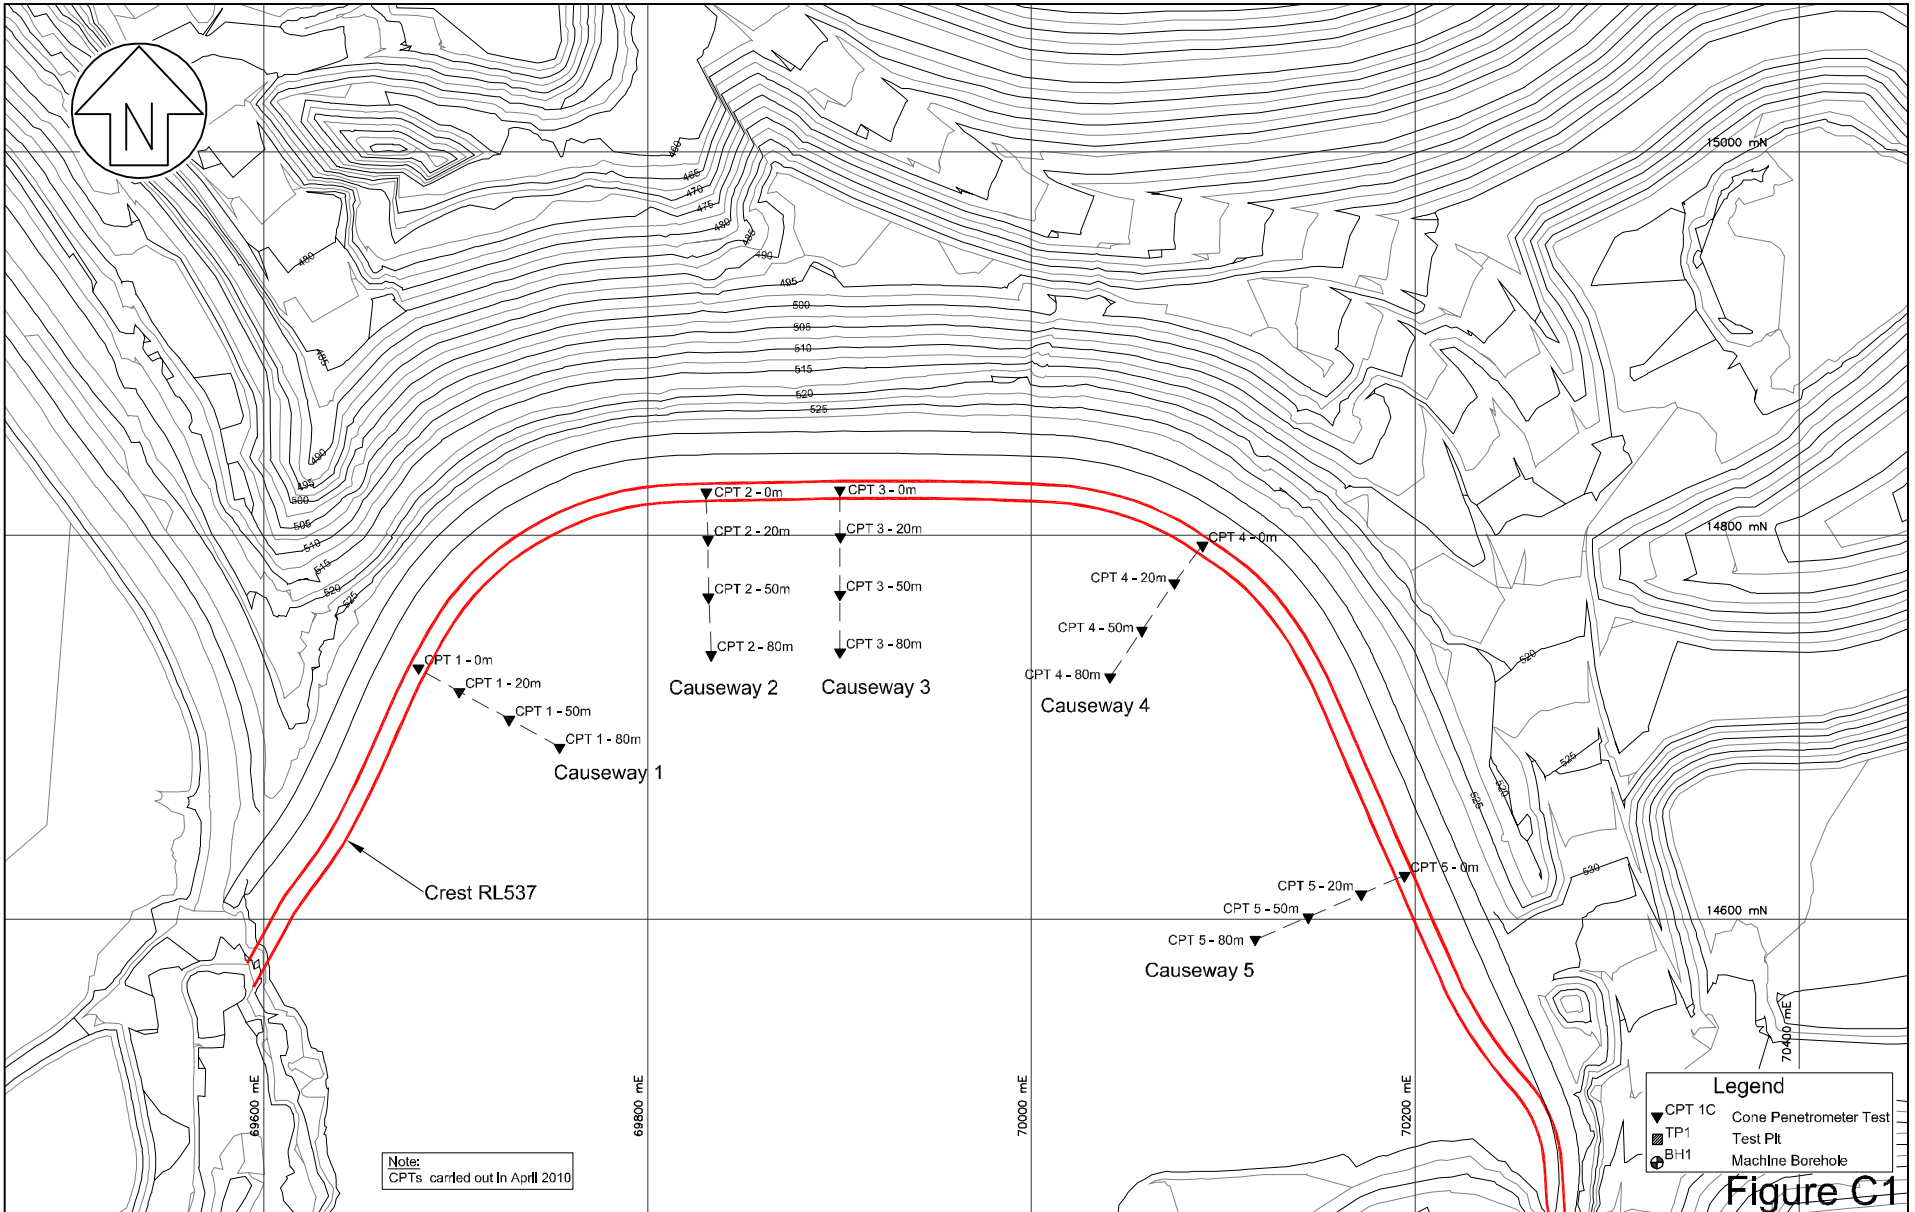 N
460
465
470
475
480
485
490
495
500
505
510
515
520
525
480
485
490
495
500
505
510
515
520
525
15000 mN
14800 mN
14600 mN
CPT 2 - 0m
CPT 2 - 20m
CPT 2 - 50m
CPT 2 - 80m
Causeway 2
CPT 3 - 0m
CPT 3 - 20m
CPT 3 - 50m
CPT 3 - 80m
Causeway 3
CPT 4 - 0m
CPT 4 - 20m
CPT 4 - 50m
CPT 4 - 80m
Causeway 4
CPT 1 - 0m
CPT 1 - 20m
CPT 1 - 50m
CPT 1 - 80m
Causeway 1
520
525
520
525
530
CPT 5 - 0m
CPT 5 - 20m
CPT 5 - 50m
CPT 5 - 80m
Causeway 5
Crest RL537
69600 mE
69800 mE
70000 mE
70200 mE
70400 mE
Note:
CPTs carried out in April 2010
Legend
CPT 1C Cone Penetrometer Test
TP1 Test Pit
BH1 Machine Borehole
Figure C1